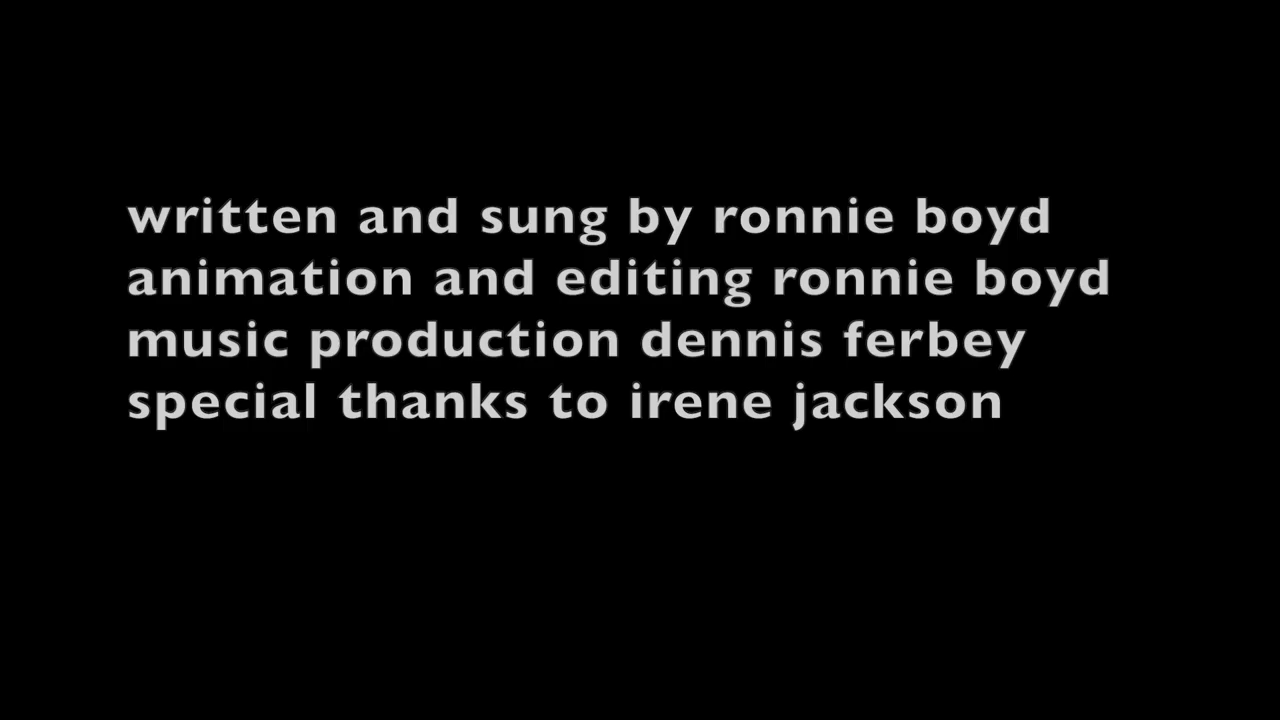 written and sung by ronnie boyd
animation and editing ronnie boyd
music production dennis ferbey
special thanks to irene jackson